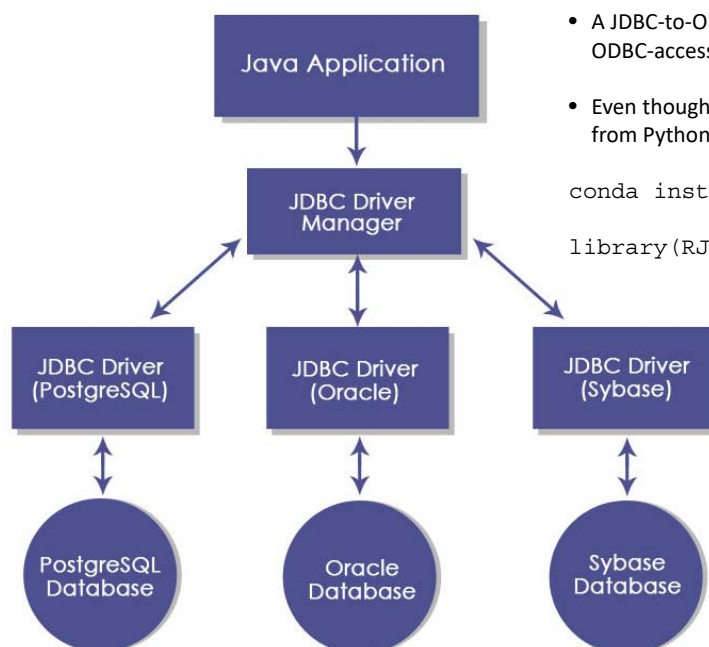 Java Application
• A JDBC-to-O
ODBC-access
• Even though
from Python
conda inst
library(RJ
JDBC Driver
Manager
JDBC Driver
(PostgreSQL)
JDBC Driver
(Oracle)
JDBC Driver
(Sybase)
PostgreSQL
Database
Oracle
Database
Sybase
Database